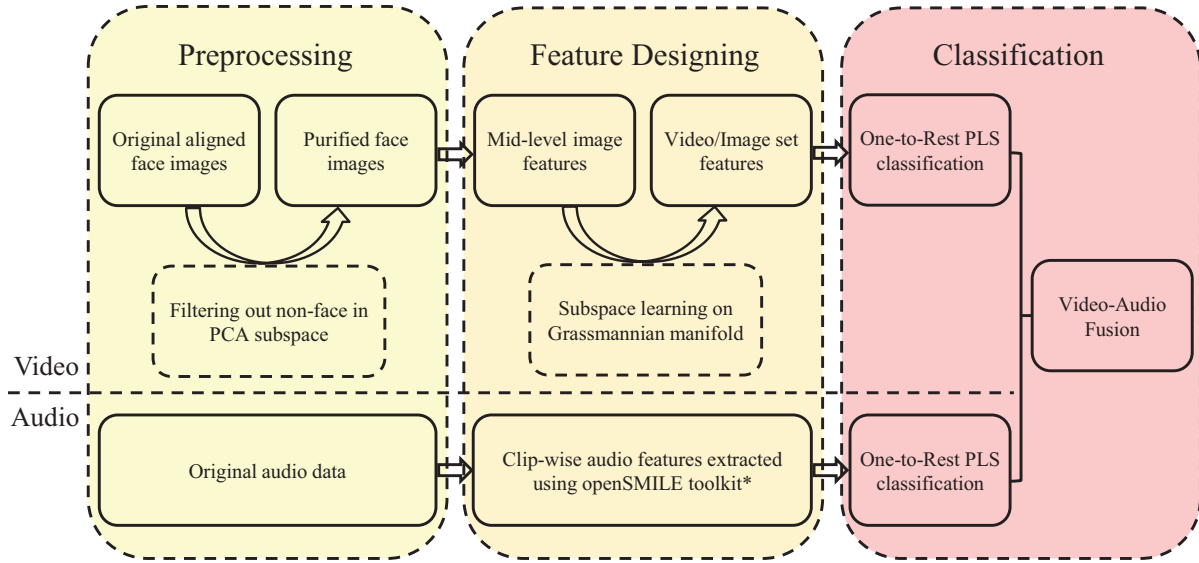 Preprocessing
Feature Designing
Classification
Original aligned
face images
Purified face
images
Mid-level image
features
Video/Image set
features
One-to-Rest PLS
classification
Filtering out non-face in
PCA subspace
Subspace learning on
Grassmannian manifold
Video-Audio
Fusion
Video
Audio
Original audio data
Clip-wise audio features extracted
using openSMILE toolkit*
One-to-Rest PLS
classification